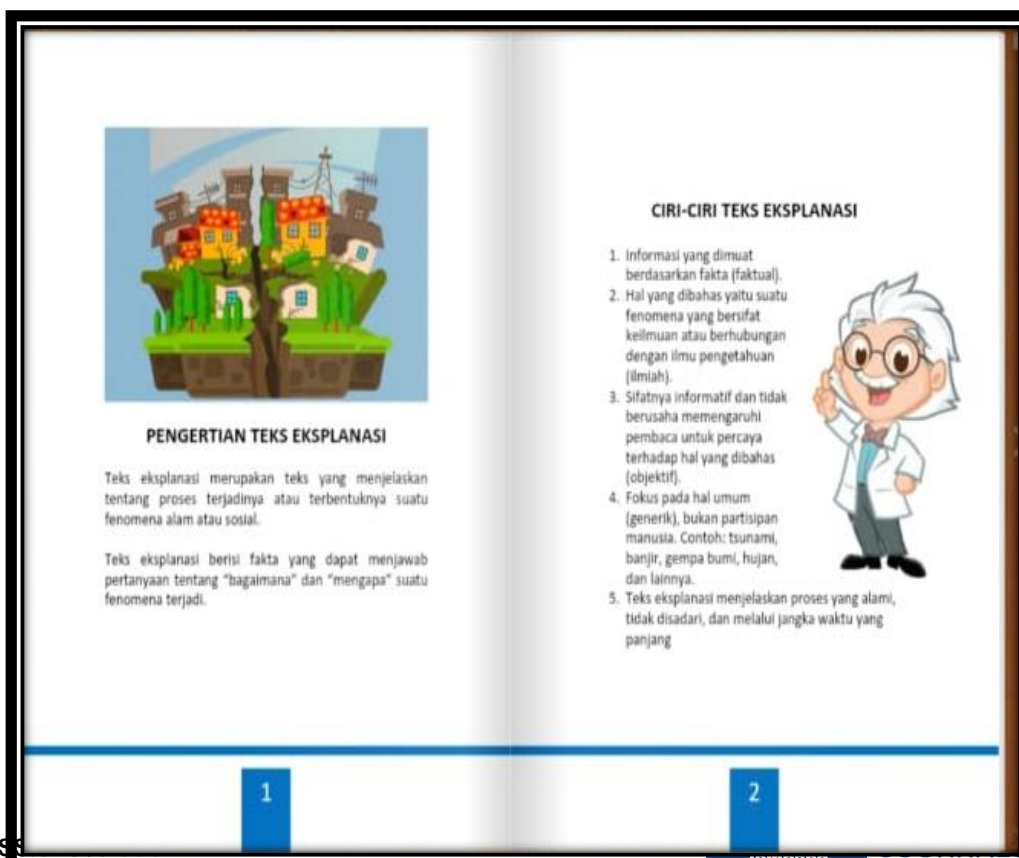 PENGERTIAN TEKS EKSPLANASI
Teks eksplanasi merupakan teks yang menjelaskan
tentang proses terjadinya atau terbentuknya suatu
fenomena alam atau sosial.
Teks eksplanasi berisi fakta yang dapat menjawab
pertanyaan tentang "bagaimana" dan "mengapa" suatu
fenomena terjadi.
1
CIRI-CIRI TEKS EKSPLANASI
1. Informasi yang dimuat
berdasarkan fakta (faktual).
2. Hal yang dibahas yaitu suatu
fenomena yang bersifat
keilmuan atau berhubungan
dengan ilmu pengetahuan
(ilmiah).
3. Sifatnya informatif dan tidak
berusaha memengaruhi
pembaca untuk percaya
terhadap hal yang dibahas
(objektif).
4. Fokus pada hal umum
(generik), bukan partisipan
manusia. Contoh: tsunami,
banjir, gempa bumi, hujan,
dan lainnya.
5. Teks eksplanasi menjelaskan proses yang alami,
tidak disadari, dan melalui jangka waktu yang
panjang
2